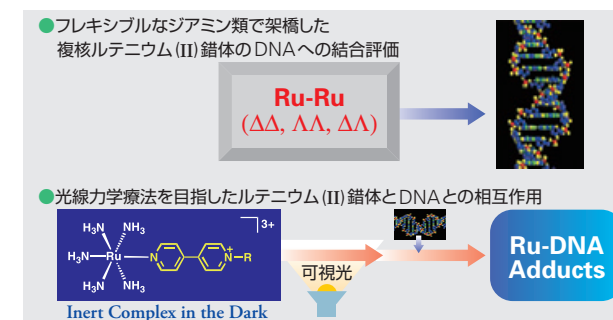 ●フレキシブルなジアミン類で架橋した
複核ルテニウム(II)錯体のDNAへの結合評価
Ru-Ru
(ΔΔ, ΛΛ, ΔΛ)
●光線力学療法を目指したルテニウム(II)錯体とDNAとの相互作用
H₃N NH₃
3+
H₃N Ru N N⁺ R
H₃N NH₃
Inert Complex in the Dark
可視光
Ru-DNA
Adducts